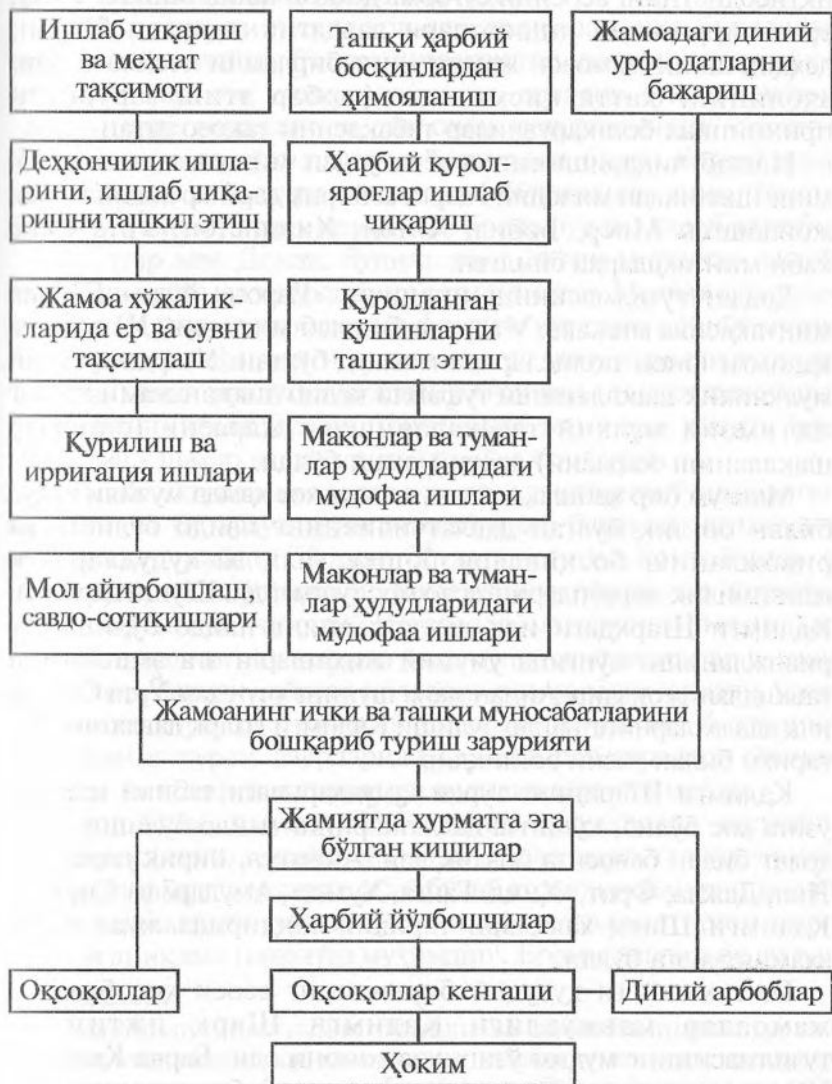 Ишлаб чиқариш
ва меҳнат
тақсимоти
Ташқи ҳарбий
босқинлардан
ҳимояланиш
Жамоадаги диний
урф-одатларни
бажариш
Деҳқончилик ишла-
рини, ишлаб чиқа-
ришни ташкил этиш
Ҳарбий қурол-
яроғлар ишлаб
чиқариш
Жамоа хўжалик-
ларида ер ва сувни
тақсимлаш
Қуролланган
қўшинларни
ташкил этиш
Қурилиш ва
ирригация ишлари
Маконлар ва туман-
лар ҳудудларидаги
мудофаа ишлари
Мол айирбошлаш,
савдо-сотиқишлари
Маконлар ва туман-
лар ҳудудларидаги
мудофаа ишлари
Жамоанинг ички ва ташқи муносабатларини
бошқариб туриш зарурияти
Жамиятда ҳурматга эга
бўлган кишилар
Ҳарбий йўлбошчилар
Оқсоқоллар
Оқсоқоллар кенгаши
Диний арбоблар
Ҳоким